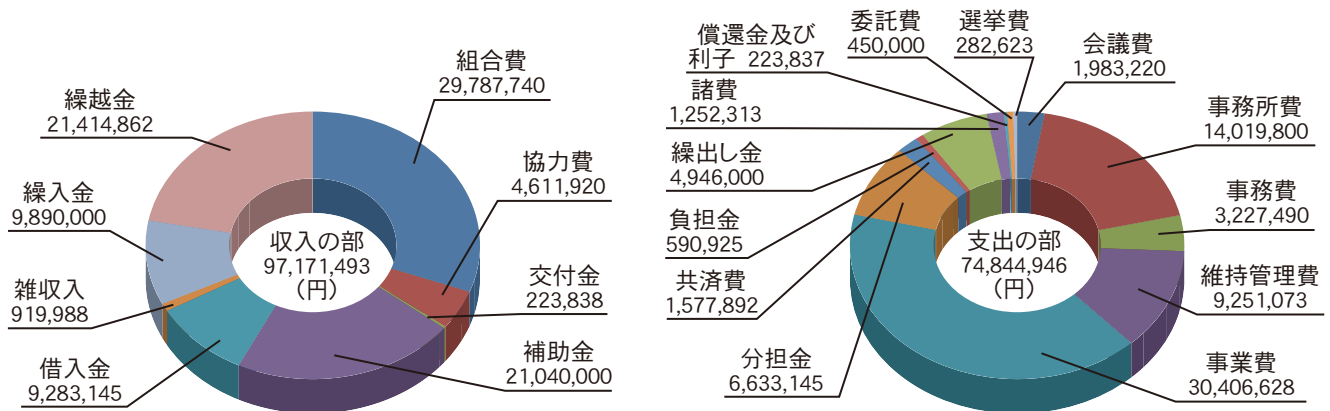 組合費
29,787,740
協力費
4,611,920
交付金
223,838
補助金
21,040,000
借入金
9,283,145
雑収入
919,988
繰入金
9,890,000
繰越金
21,414,862
収入の部
97,171,493
（円）
会議費
1,983,220
事務所費
14,019,800
事務費
3,227,490
維持管理費
9,251,073
事業費
30,406,628
分担金
6,633,145
共済費
1,577,892
負担金
590,925
繰出し金
4,946,000
諸費
1,252,313
償還金及び
利子 223,837
委託費
450,000
選挙費
282,623
支出の部
74,844,946
（円）